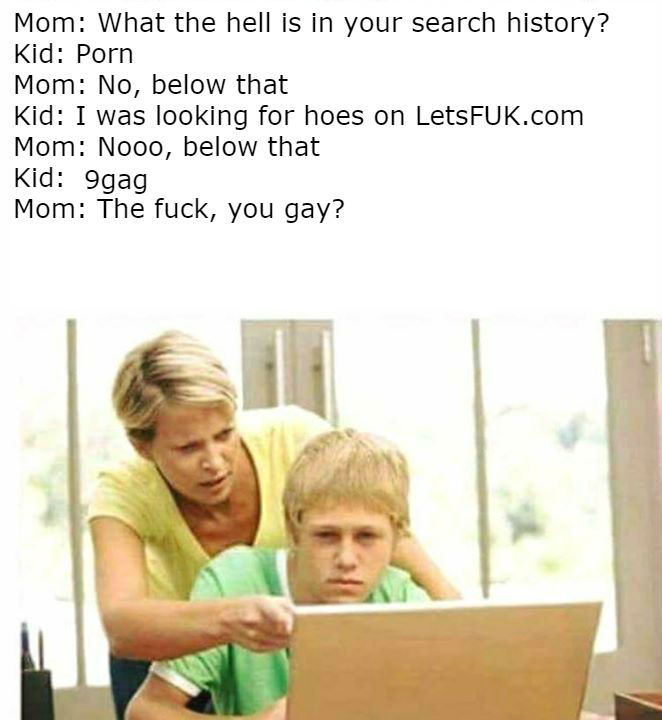 Mom: What the hell is in your search history?
Kid: Porn
Mom: No, below that
Kid: I was looking for hoes on LetsFUK.com
Mom: Nooo, below that
Kid: 9gag
Mom: The fuck, you gay?